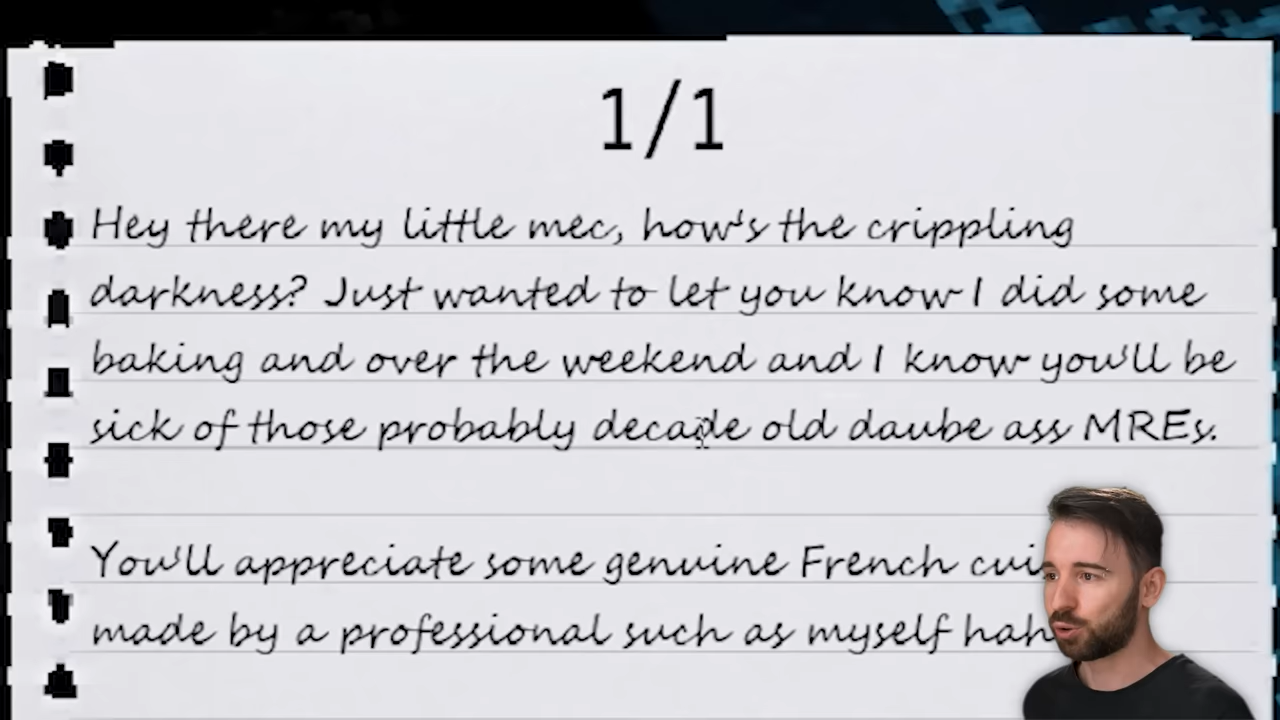 1/1
Hey there my little mec, how's the crippling
darkness? Just wanted to let you know I did some
baking and over the weekend and I know you'll be
sick of those probably decade old daube ass MREs.
You'll appreciate some genuine French
made by a professional such as myself